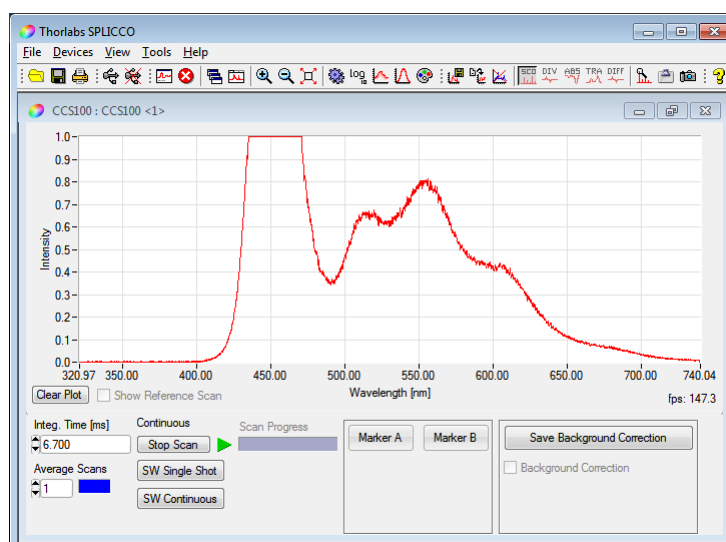 Thorlabs SPLICCO
File Devices View Tools Help
log
SCO DIV ABS TRA DIFF
CCS100 : CCS100 <1>
1.0
0.9
0.8
0.7
0.6
0.5
0.4
0.3
0.2
0.1
0.0
Intensity
320.97 350.00 400.00 450.00 500.00 550.00 600.00 650.00 700.00 740.04
Wavelength [nm]
Clear Plot Show Reference Scan fps: 147.3
Integ. Time [ms] Continuous Scan Progress
6.700 Stop Scan Marker A Marker B Save Background Correction
Average Scans SW Single Shot Background Correction
1 SW Continuous